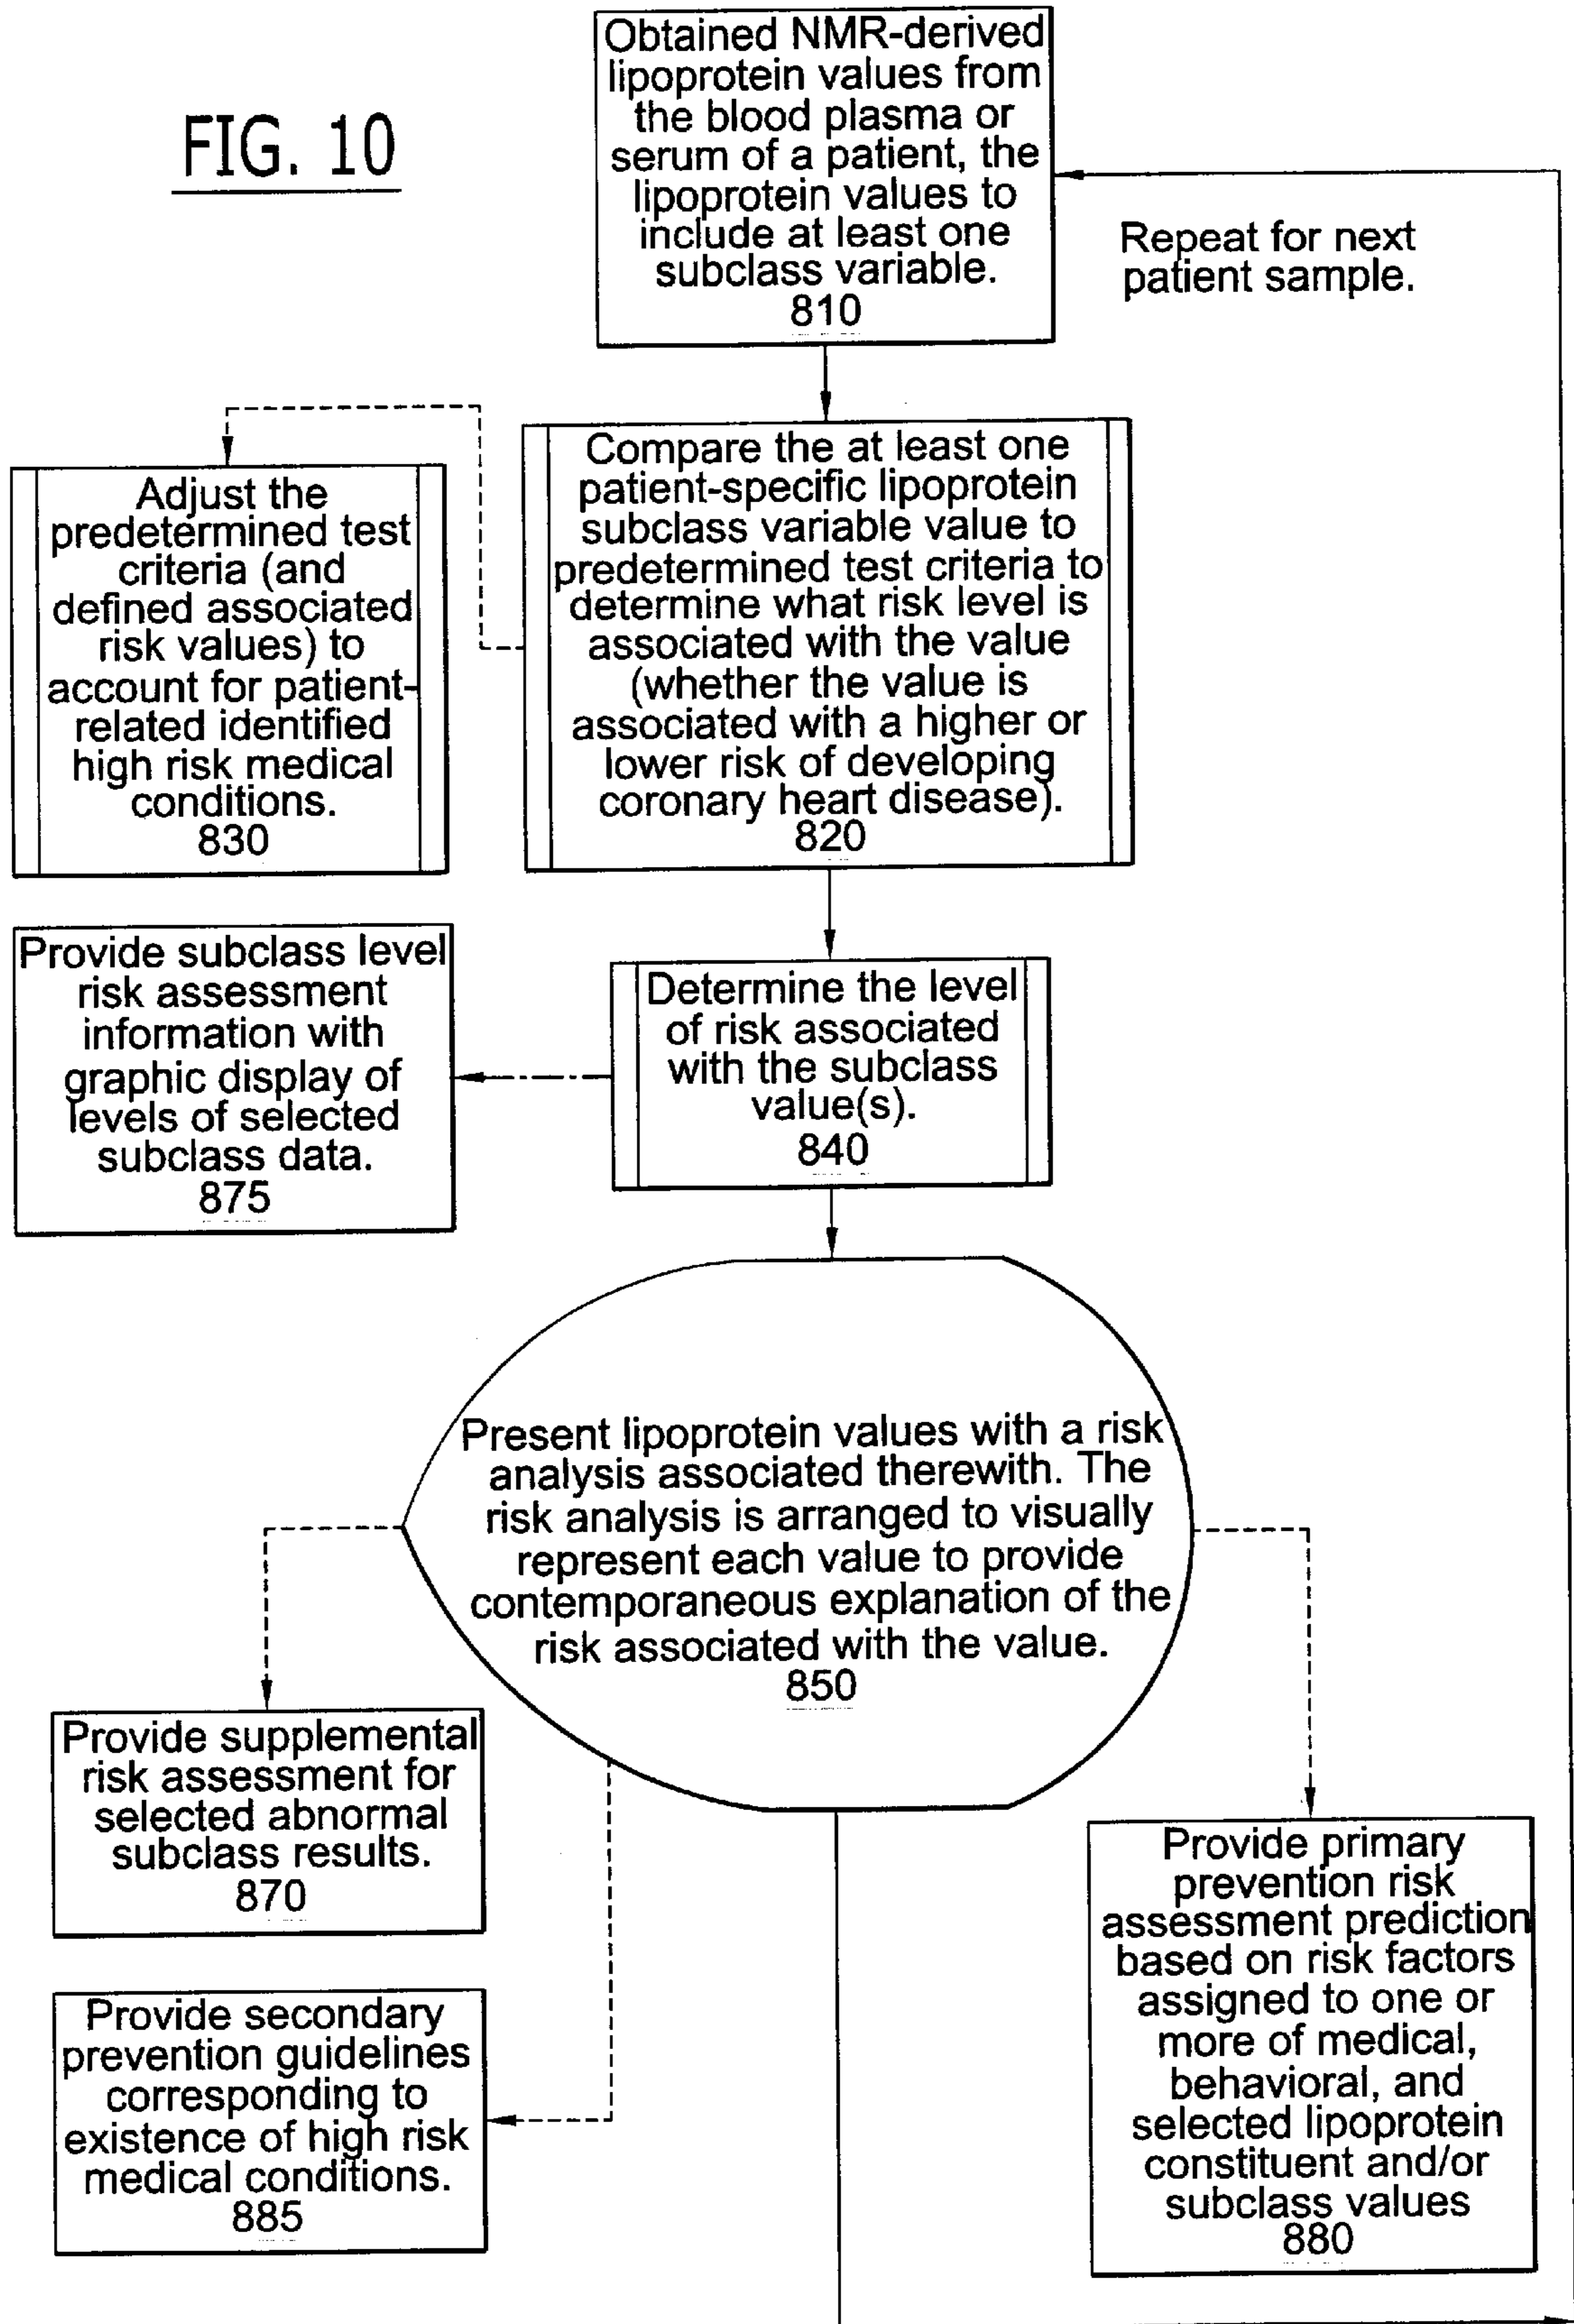 FIG. 10
Obtained NMR-derived
lipoprotein values from
the blood plasma or
serum of a patient, the
lipoprotein values to
include at least one
subclass variable.
810
Repeat for next
patient sample.
Compare the at least one
patient-specific lipoprotein
subclass variable value to
predetermined test criteria to
determine what risk level is
associated with the value
(whether the value is
associated with a higher or
lower risk of developing
coronary heart disease).
820
Adjust the
predetermined test
criteria (and
defined associated
risk values) to
account for patient-
related identified
high risk medical
conditions.
830
Provide subclass level
risk assessment
information with
graphic display of
levels of selected
subclass data.
875
Determine the level
of risk associated
with the subclass
value(s).
840
Present lipoprotein values with a risk
analysis associated therewith. The
risk analysis is arranged to visually
represent each value to provide
contemporaneous explanation of the
risk associated with the value.
850
Provide supplemental
risk assessment for
selected abnormal
subclass results.
870
Provide secondary
prevention guidelines
corresponding to
existence of high risk
medical conditions.
885
Provide primary
prevention risk
assessment prediction
based on risk factors
assigned to one or
more of medical,
behavioral, and
selected lipoprotein
constituent and/or
subclass values
880